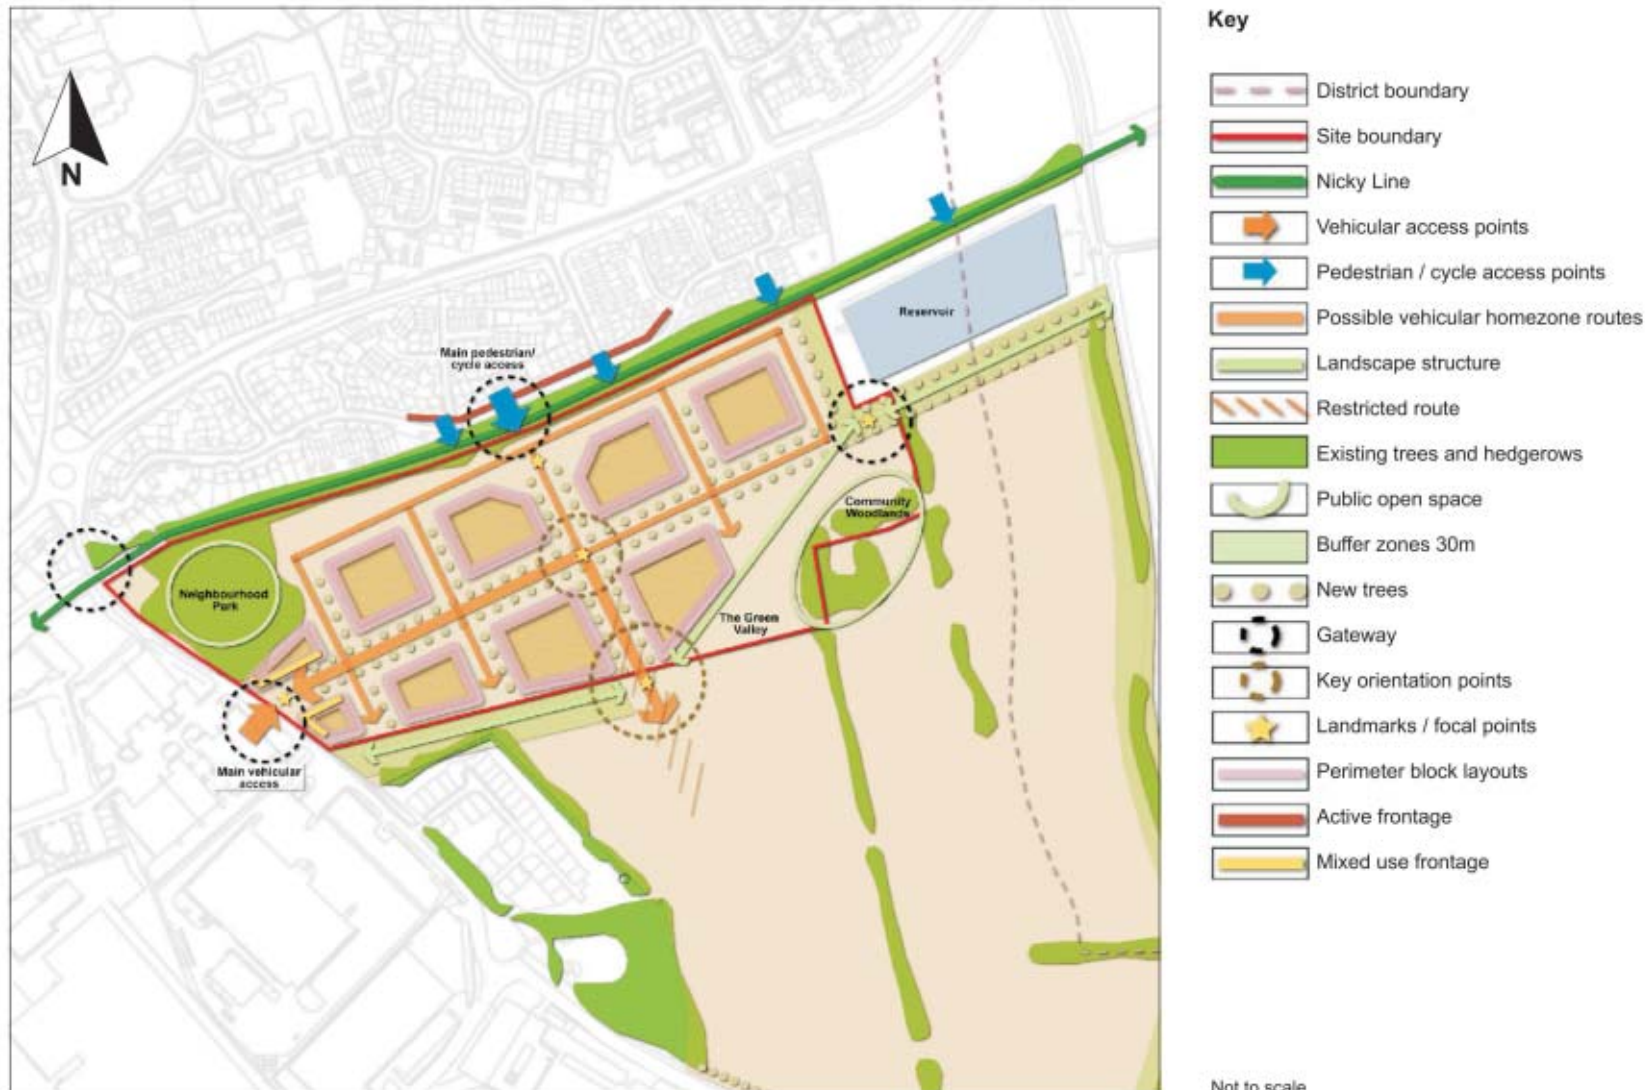 N
Main pedestrian/
cycle access
Reservoir
Community
Woodlands
Neighbourhood
Park
The Green
Valley
Main vehicular
access
Key
District boundary
Site boundary
Nicky Line
Vehicular access points
Pedestrian / cycle access points
Possible vehicular homezone routes
Landscape structure
Restricted route
Existing trees and hedgerows
Public open space
Buffer zones 30m
New trees
Gateway
Key orientation points
Landmarks / focal points
Perimeter block layouts
Active frontage
Mixed use frontage
Not to scale